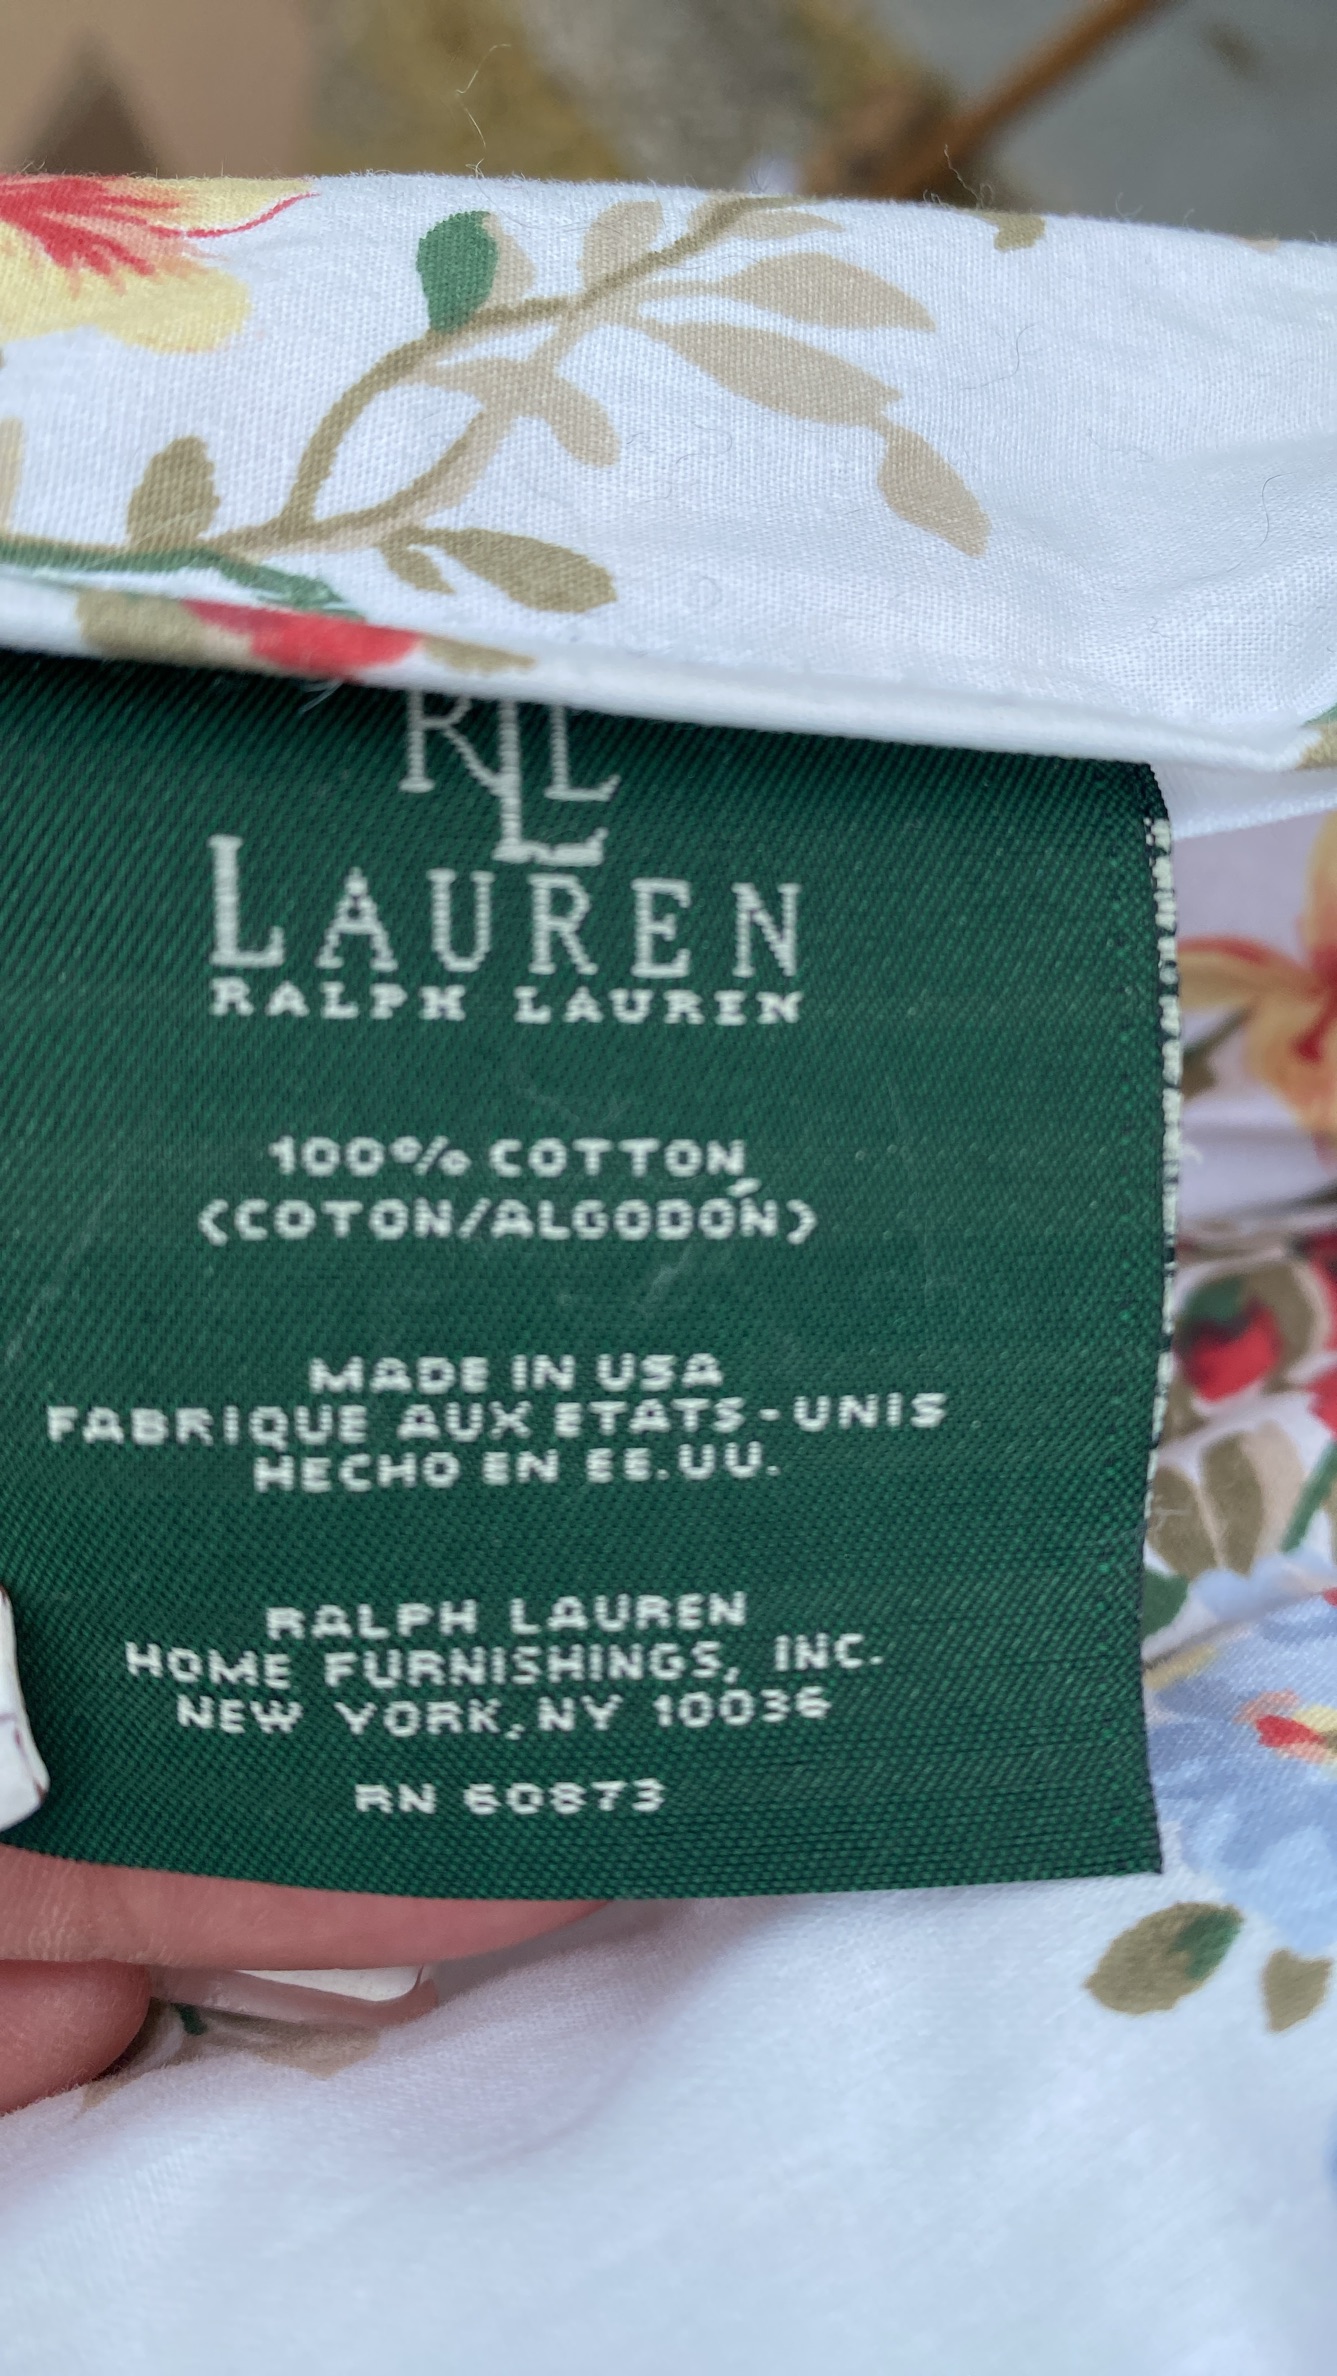 RLL
LAUREN
RALPH LAUREN
100% COTTON
(COTON/ALGODÓN)
MADE IN USA
FABRIQUE AUX ETATS-UNIS
HECHO EN EE.UU.
RALPH LAUREN
HOME FURNISHINGS, INC.
NEW YORK, NY 10036
RN 60873